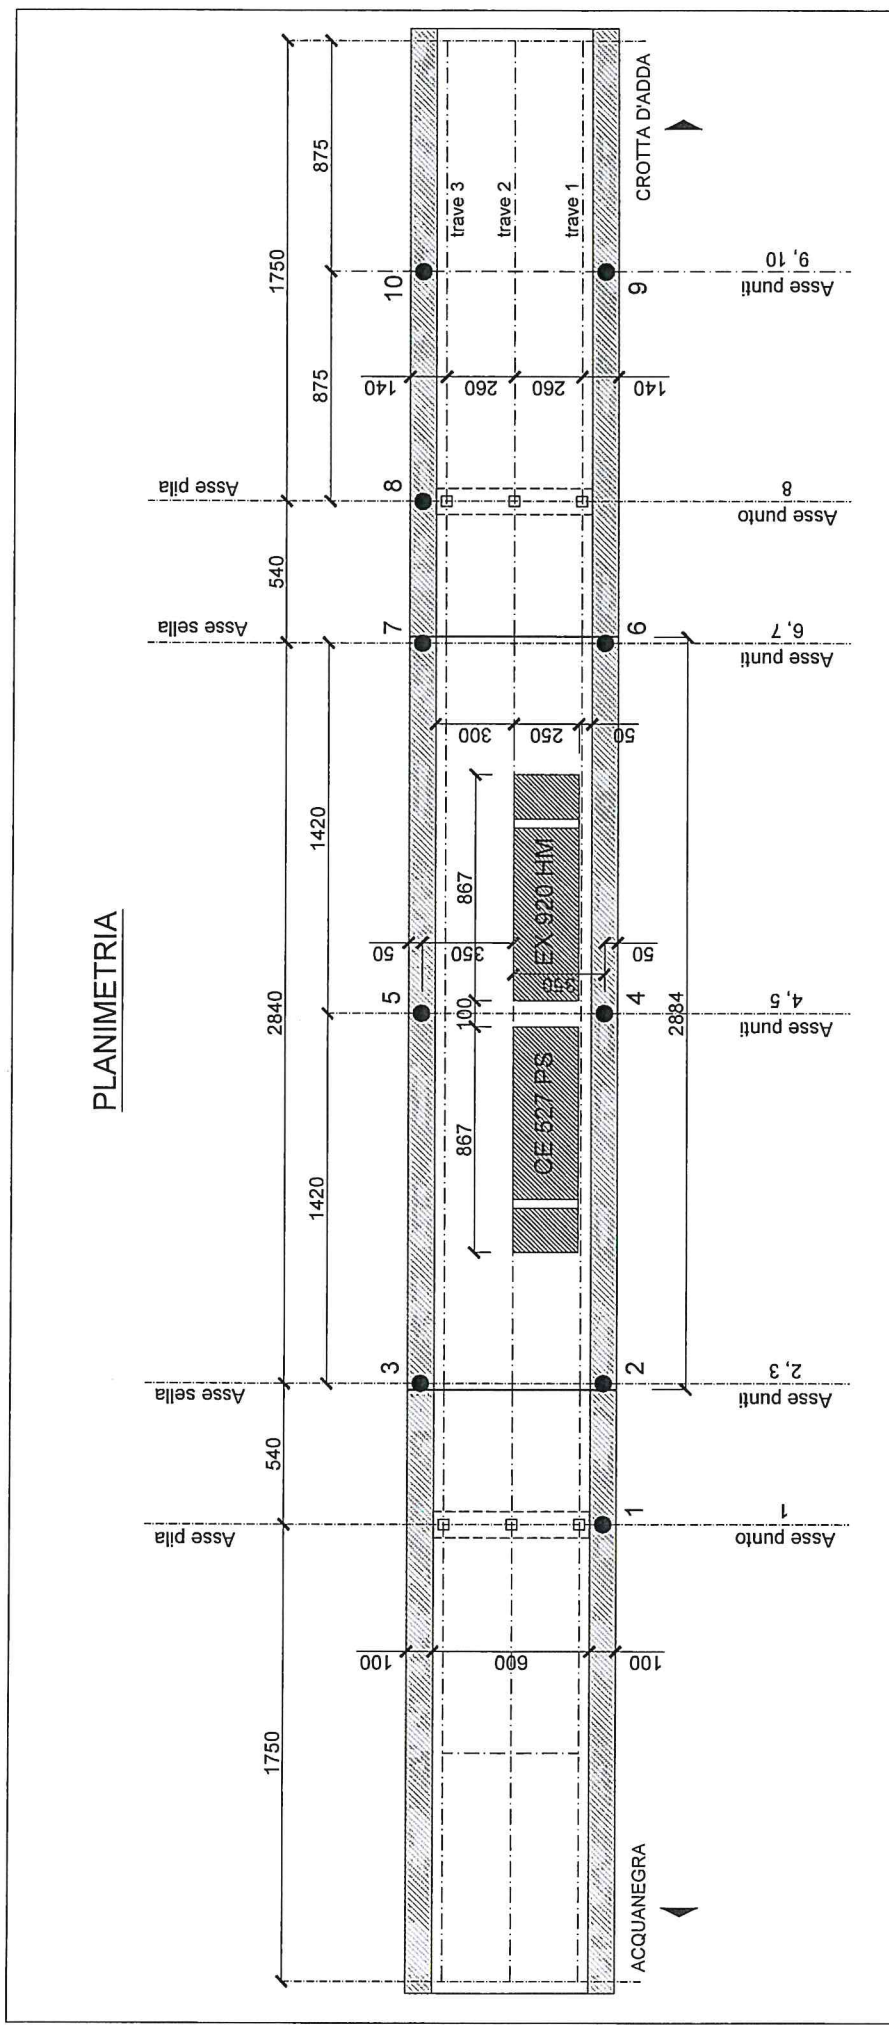 PLANIMETRIA
1750
540
2840
540
1750
1420
1420
875
875
Asse pila
Asse sella
Asse sella
Asse pila
3
5
7
8
10
100
600
100
50
350
350
50
300
250
50
140
260
260
140
867
100
867
CE 527 PS
EX 920 HM
trave 3
trave 2
trave 1
1
2
4
6
9
2884
ACQUANEGRA
CROTTA D'ADDA
Asse punto
1
Asse punti
2, 3
Asse punti
4, 5
Asse punti
6,7
Asse punto
8
Asse punti
9, 10